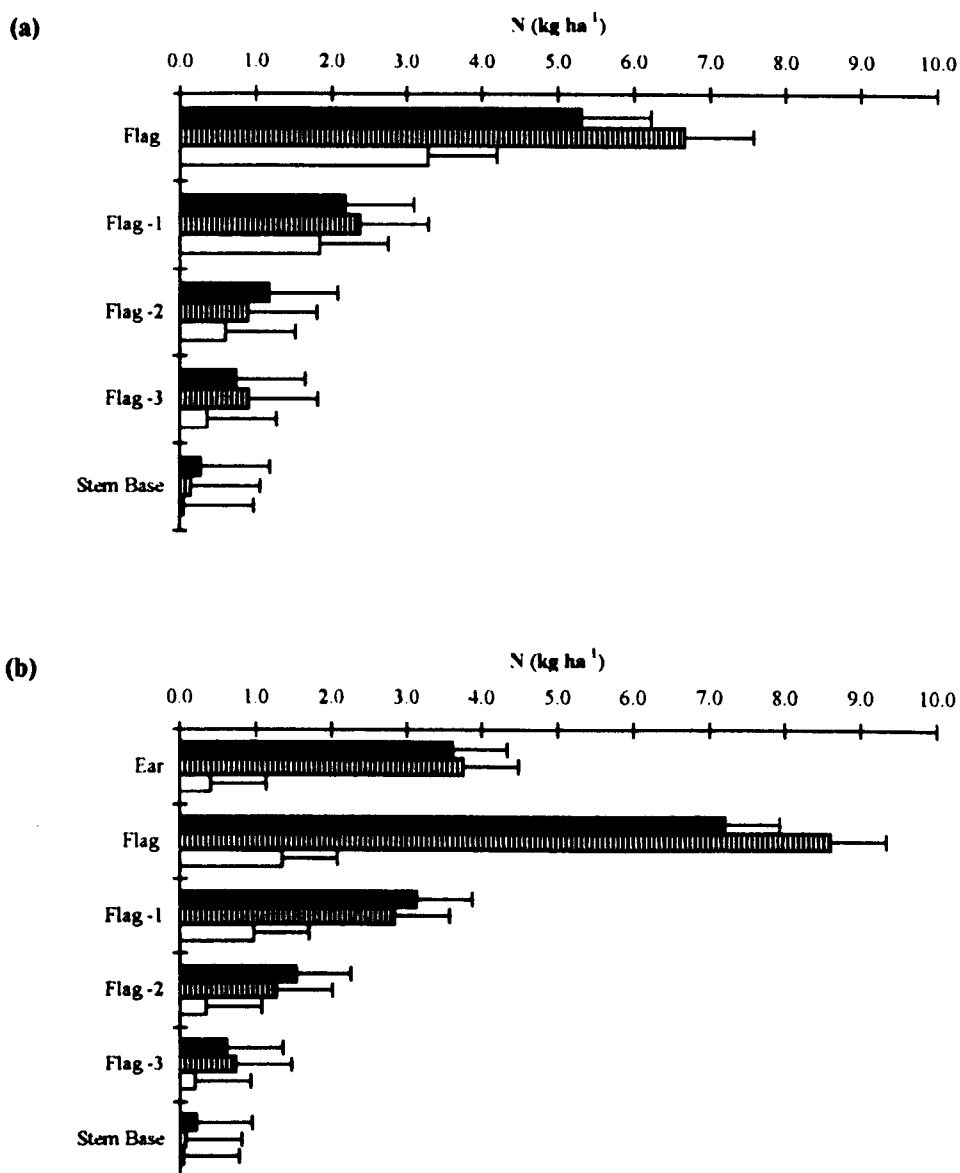 (a)
N (kg ha 1)
0.0 1.0 2.0 3.0 4.0 5.0 6.0 7.0 8.0 9.0 10.0
Flag
Flag -1
Flag -2
Flag -3
Stem Base
(b)
N (kg ha 1)
0.0 1.0 2.0 3.0 4.0 5.0 6.0 7.0 8.0 9.0 10.0
Ear
Flag
Flag -1
Flag -2
Flag -3
Stem Base